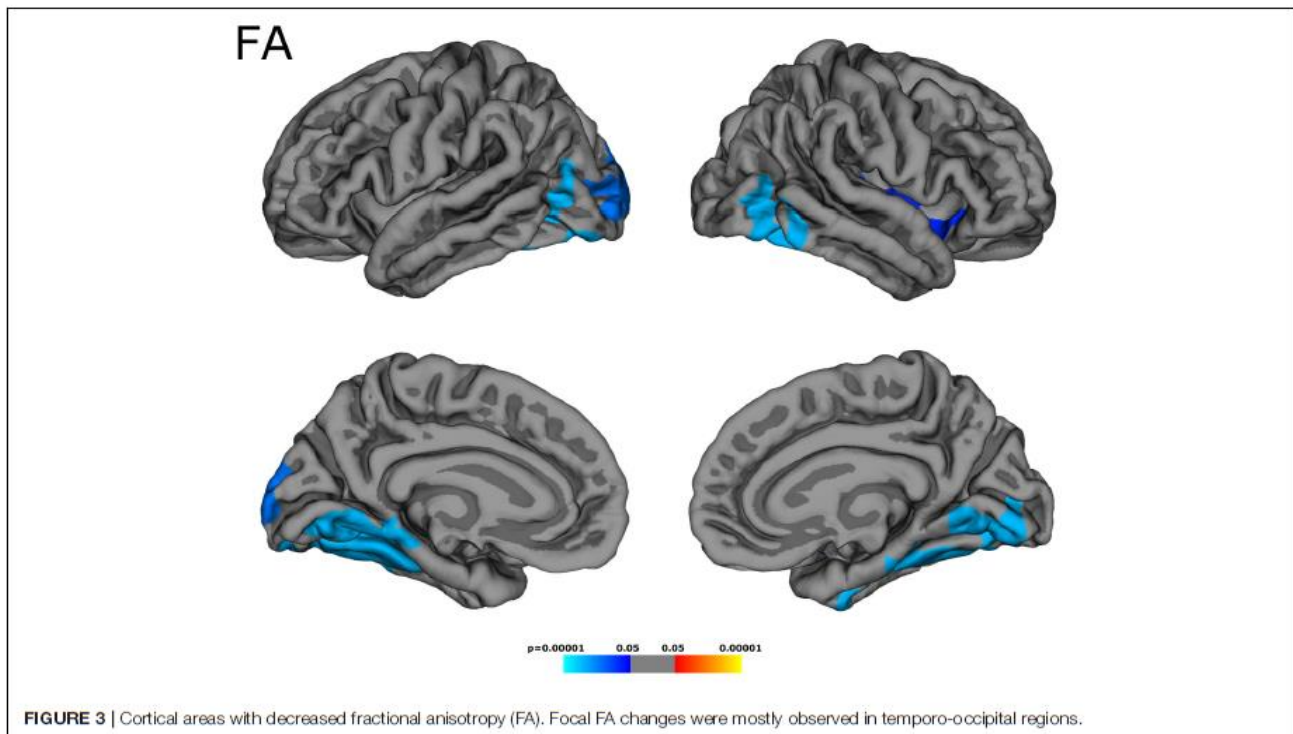 FA
p=0.00001 0.05 0.05 0.00001
FIGURE 3 | Cortical areas with decreased fractional anisotropy (FA). Focal FA changes were mostly observed in temporo-occipital regions.